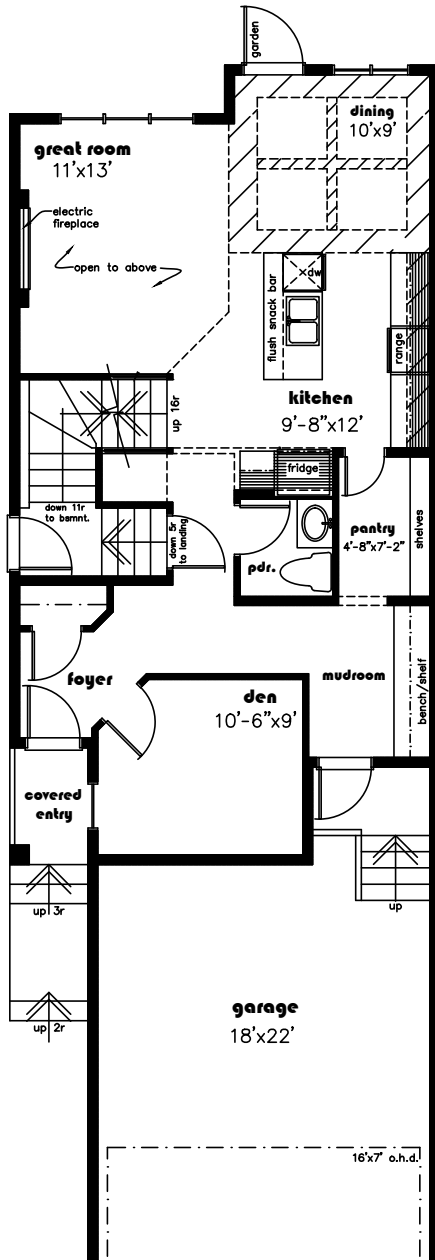 garden
dining
10'x9'
great room
11'x13'
electric
fireplace
open to above
dw
flush snack bar
range
up 16r
kitchen
9'-8"x12'
fridge
down 11r
to bsmnt.
down 5r
to landing
pantry
4'-8"x7'-2"
shelves
pdr.
foyer
mudroom
bench/shelf
den
10'-6"x9'
covered
entry
up 3r
up
up 2r
garage
18'x22'
16'x7' o.h.d.